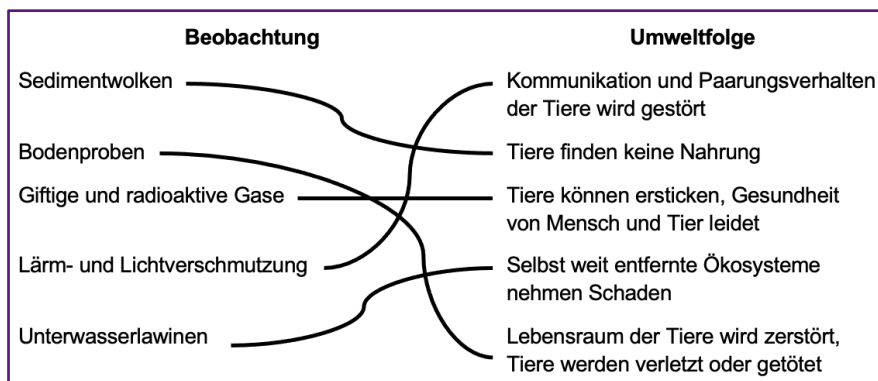 Beobachtung
Umweltfolge
Sedimentwolken
Kommunikation und Paarungsverhalten
der Tiere wird gestört
Bodenproben
Tiere finden keine Nahrung
Giftige und radioaktive Gase
Tiere können ersticken, Gesundheit
von Mensch und Tier leidet
Lärm- und Lichtverschmutzung
Selbst weit entfernte Ökosysteme
nehmen Schaden
Unterwasserlawinen
Lebensraum der Tiere wird zerstört,
Tiere werden verletzt oder getötet